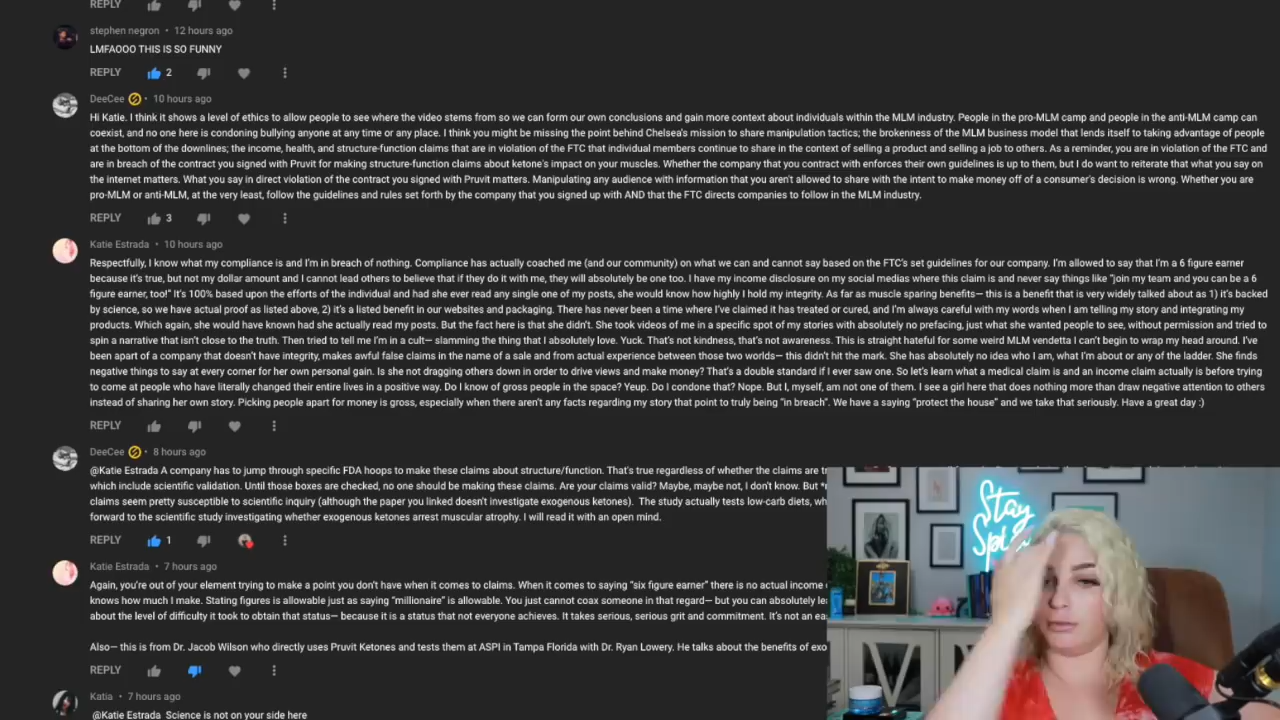 REPLY
stephen negron • 12 hours ago
LMFAOOO THIS IS SO FUNNY
REPLY 2
DeeCee • 10 hours ago
Hi Katie. I think it shows a level of ethics to allow people to see where the video stems from so we can form our own conclusions and gain more context about individuals within the MLM industry. People in the pro-MLM camp and people in the anti-MLM camp can
coexist, and no one here is condoning bullying anyone at any time or any place. I think you might be missing the point behind Chelsea's mission to share manipulation tactics; the brokenness of the MLM business model that lends itself to taking advantage of people
at the bottom of the downlines; the income, health, and structure-function claims that are in violation of the FTC that individual members continue to share in the context of selling a product and selling a job to others. As a reminder, you are in violation of the FTC and
are in breach of the contract you signed with Pruvit for making structure-function claims about ketone's impact on your muscles. Whether the company that you contract with enforces their own guidelines is up to them, but I do want to reiterate that what you say on
the internet matters. What you say in direct violation of the contract you signed with Pruvit matters. Manipulating any audience with information that you aren't allowed to share with the intent to make money off of a consumer's decision is wrong. Whether you are
pro-MLM or anti-MLM, at the very least, follow the guidelines and rules set forth by the company that you signed up with AND that the FTC directs companies to follow in the MLM industry.
REPLY 3
Katie Estrada • 10 hours ago
Respectfully, I know what my compliance is and I'm in breach of nothing. Compliance has actually coached me (and our community) on what we can and cannot say based on the FTC's set guidelines for our company. I'm allowed to say that I'm a 6 figure earner
because it's true, but not my dollar amount and I cannot lead others to believe that if they do it with me, they will absolutely be one too. I have my income disclosure on my social medias where this claim is and never say things like "join my team and you can be a 6
figure earner, too!" It's 100% based upon the efforts of the individual and had she ever read any single one of my posts, she would know how highly I hold my integrity. As far as muscle sparing benefits— this is a benefit that is very widely talked about as 1) it's backed
by science, so we have actual proof as listed above, 2) it's a listed benefit in our websites and packaging. There has never been a time where I've claimed it has treated or cured, and I'm always careful with my words when I am telling my story and integrating my
products. Which again, she would have known had she actually read my posts. But the fact here is that she didn't. She took videos of me in a specific spot of my stories with absolutely no prefacing, just what she wanted people to see, without permission and tried to
spin a narrative that isn't close to the truth. Then tried to tell me I'm in a cult— slamming the thing that I absolutely love. Yuck. That's not kindness, that's not awareness. This is straight hateful for some weird MLM vendetta I can't begin to wrap my head around. I've
been apart of a company that doesn't have integrity, makes awful false claims in the name of a sale and from actual experience between those two worlds— this didn't hit the mark. She has absolutely no idea who I am, what I'm about or any of the ladder. She finds
negative things to say at every corner for her own personal gain. Is she not dragging others down in order to drive views and make money? That's a double standard if I ever saw one. So let's learn what a medical claim is and an income claim actually is before trying
to come at people who have literally changed their entire lives in a positive way. Do I know of gross people in the space? Yeup. Do I condone that? Nope. But I, myself, am not one of them. I see a girl here that does nothing more than draw negative attention to others
instead of sharing her own story. Picking people apart for money is gross, especially when there aren't any facts regarding my story that point to truly being "in breach". We have a saying "protect the house" and we take that seriously. Have a great day :)
REPLY
DeeCee • 8 hours ago
@Katie Estrada A company has to jump through specific FDA hoops to make these claims about structure/function. That's true regardless of whether the claims are
which include scientific validation. Until those boxes are checked, no one should be making these claims. Are your claims valid? Maybe, maybe not, I don't know. But
claims seem pretty susceptible to scientific inquiry (although the paper you linked doesn't investigate exogenous ketones). The study actually tests low-carb diets,
forward to the scientific study investigating whether exogenous ketones arrest muscular atrophy. I will read it with an open mind.
REPLY 1
Katie Estrada • 7 hours ago
Again, you're out of your element trying to make a point you don't have when it comes to claims. When it comes to saying "six figure earner" there is no actual income
knows how much I make. Stating figures is allowable just as saying "millionaire" is allowable. You just cannot coax someone in that regard— but you can absolutely
about the level of difficulty it took to obtain that status— because it is a status that not everyone achieves. It takes serious, serious grit and commitment. It's not an
Also— this is from Dr. Jacob Wilson who directly uses Pruvit Ketones and tests them at ASPI in Tampa Florida with Dr. Ryan Lowery. He talks about the benefits of
REPLY
Katia • 7 hours ago
@Katie Estrada Science is not on your side here
Stay